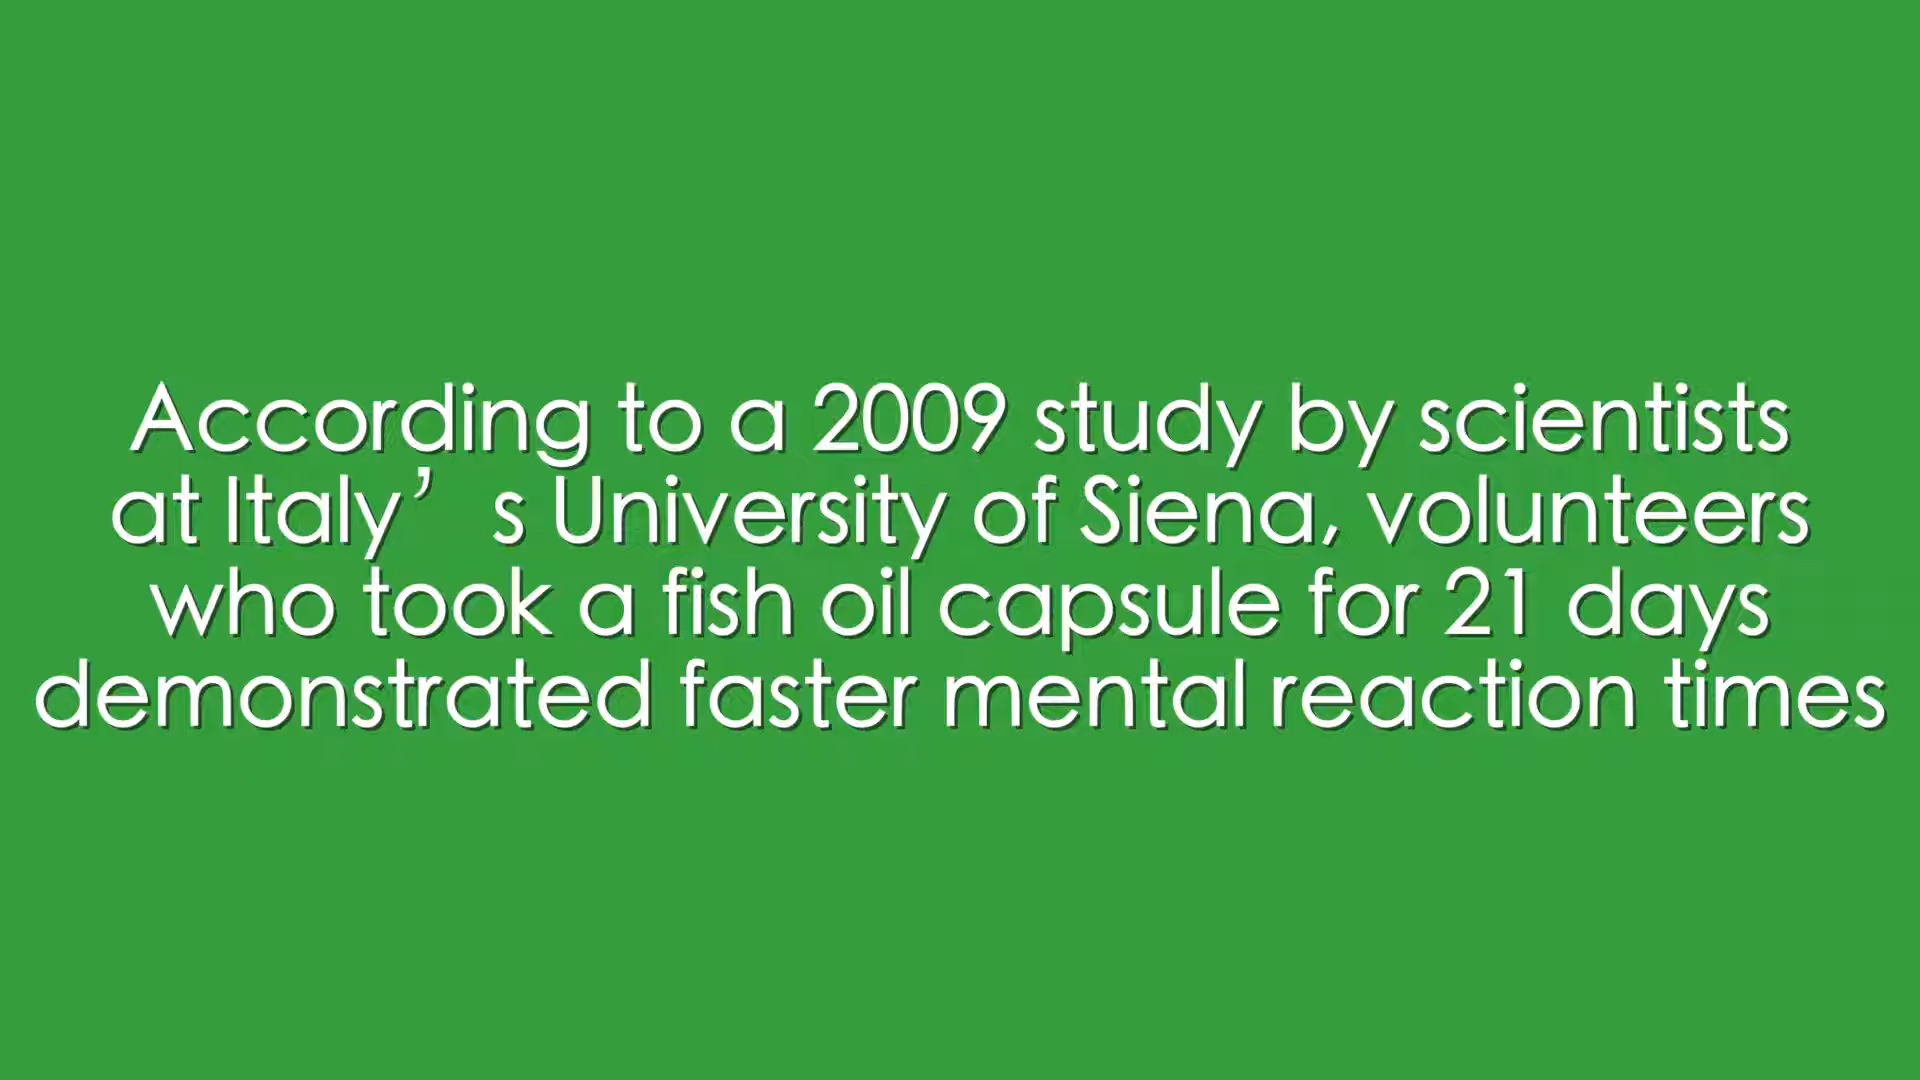 According to a 2009 study by scientists
at Italy’s University of Siena, volunteers
who took a fish oil capsule for 21 days
demonstrated faster mental reaction times